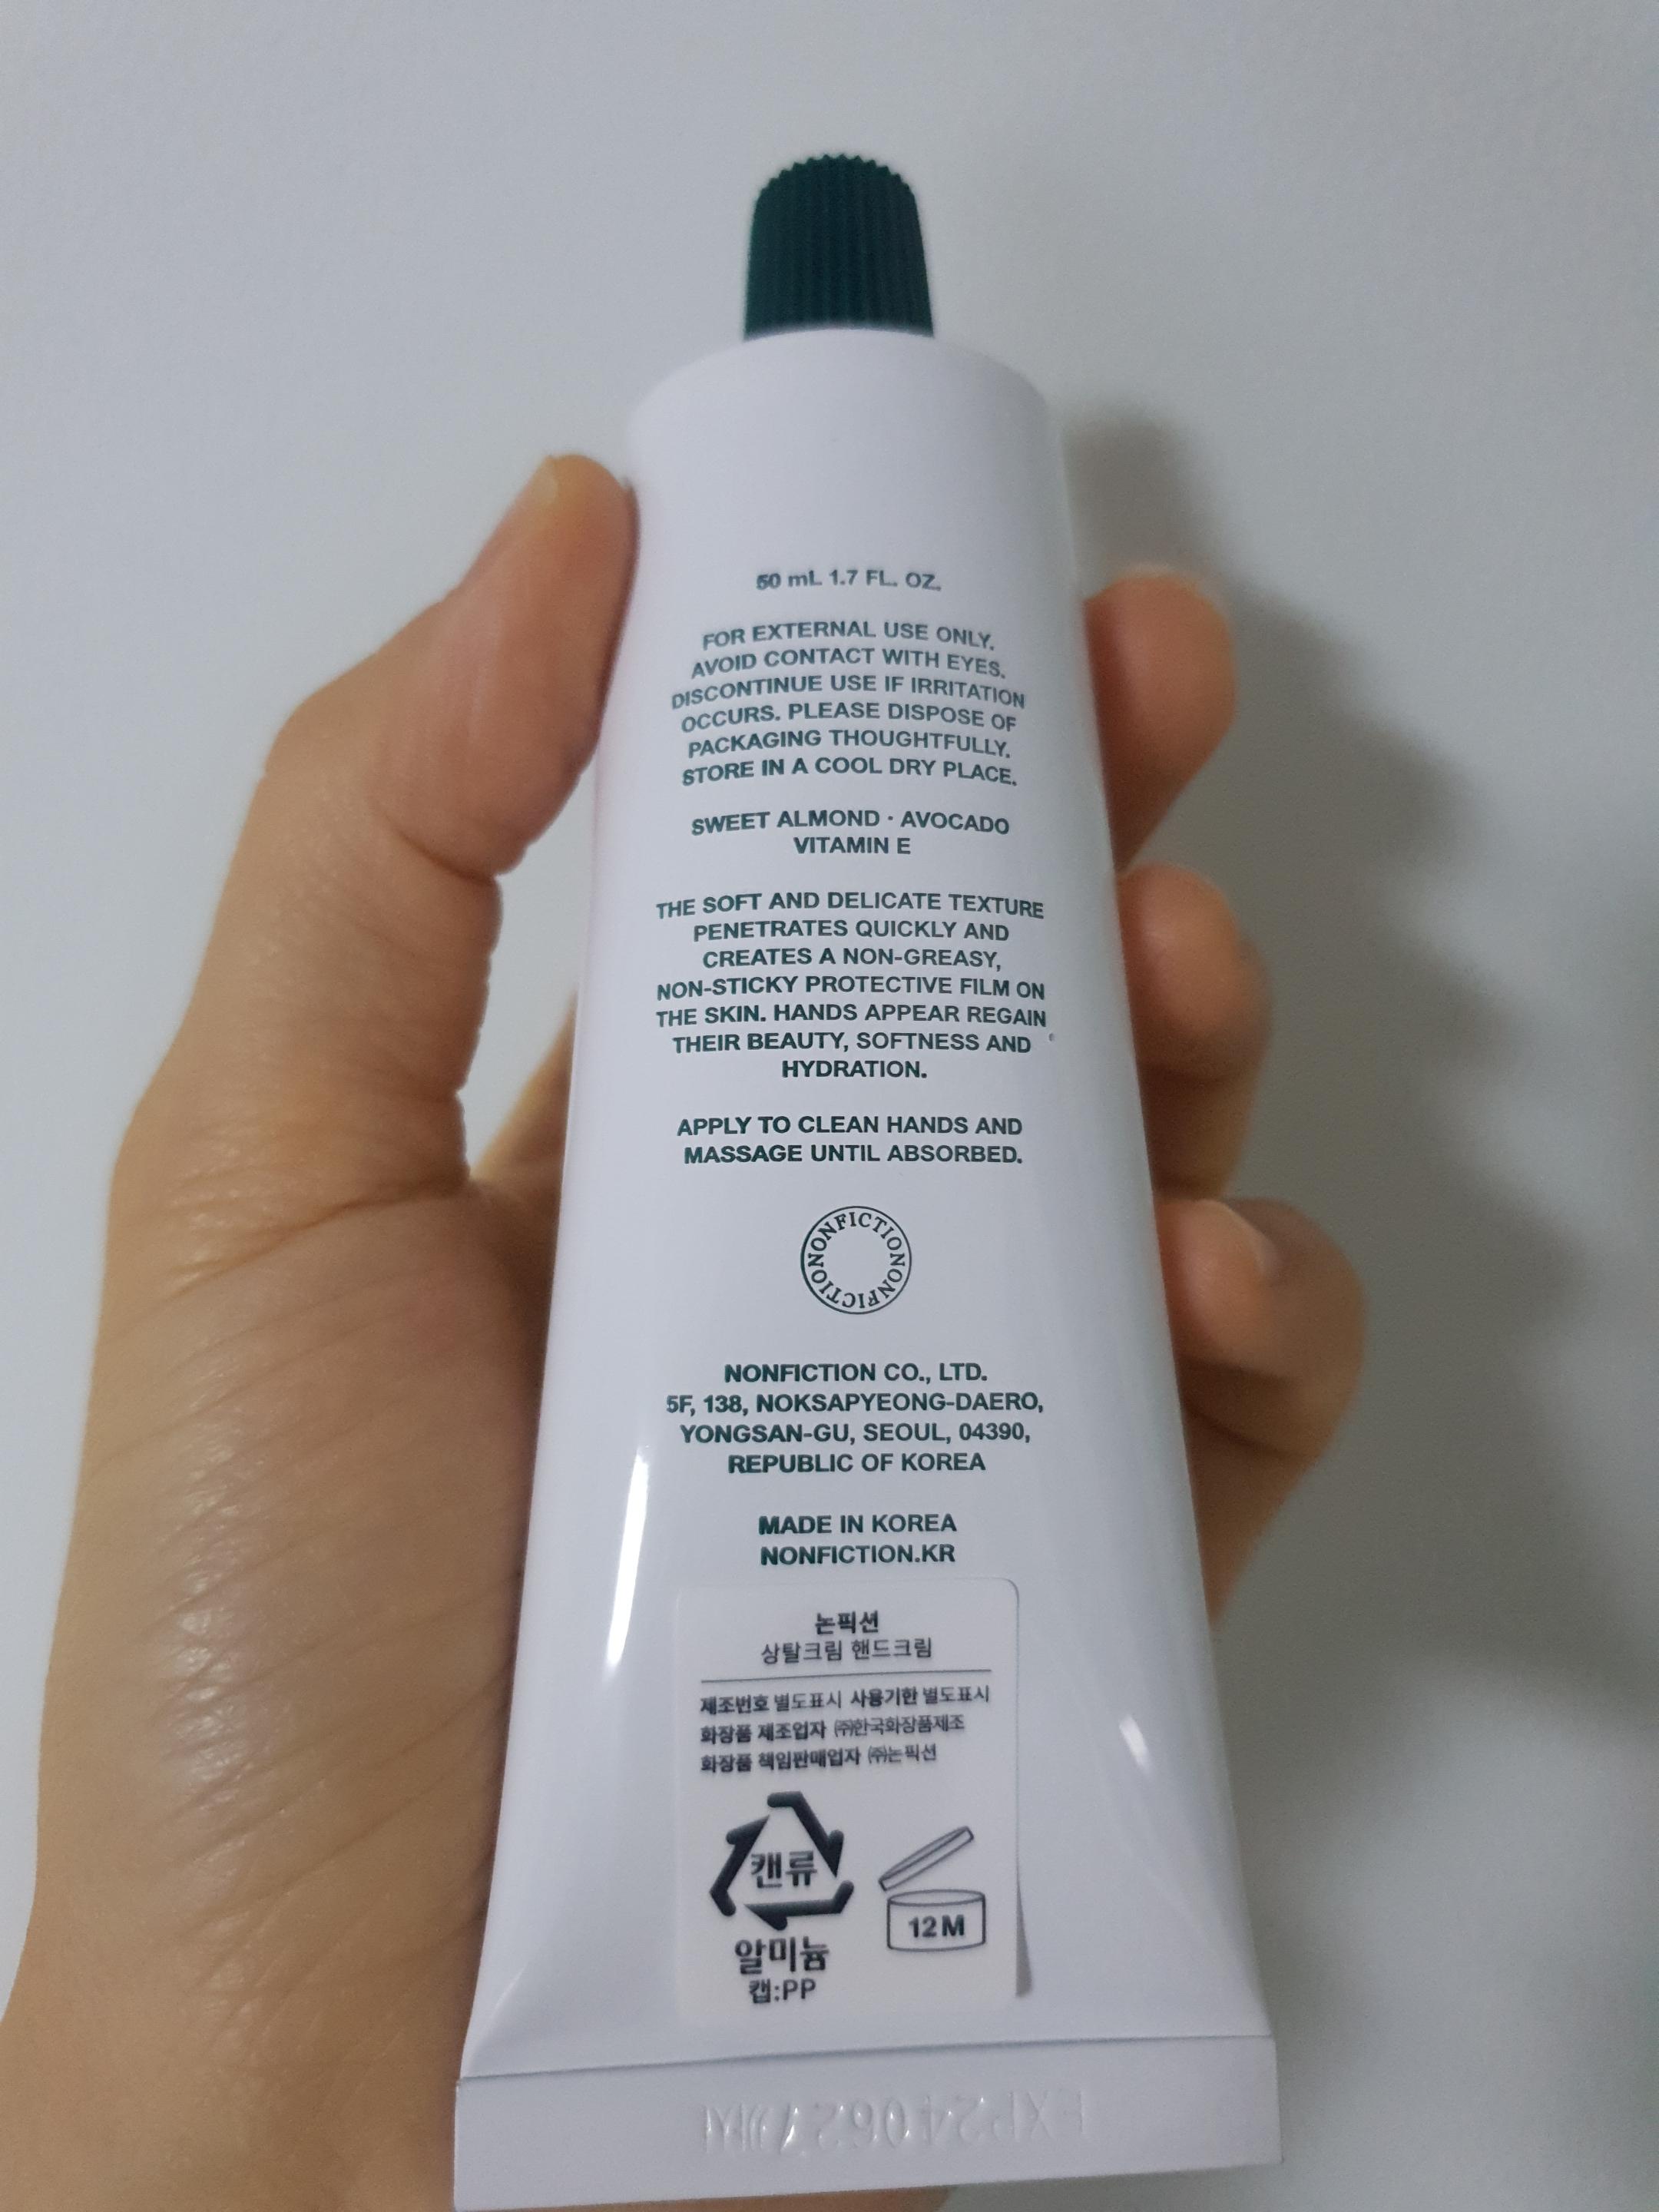 50 mL 1.7 FL. OZ.
FOR EXTERNAL USE ONLY.
AVOID CONTACT WITH EYES.
DISCONTINUE USE IF IRRITATION
OCCURS. PLEASE DISPOSE OF
PACKAGING THOUGHTFULLY.
STORE IN A COOL DRY PLACE.
SWEET ALMOND · AVOCADO
VITAMIN E
THE SOFT AND DELICATE TEXTURE
PENETRATES QUICKLY AND
CREATES A NON-GREASY,
NON-STICKY PROTECTIVE FILM ON
THE SKIN. HANDS APPEAR REGAIN
THEIR BEAUTY, SOFTNESS AND
HYDRATION.
APPLY TO CLEAN HANDS AND
MASSAGE UNTIL ABSORBED.
NONFICTIONONFICTION
NONFICTION CO., LTD.
5F, 138, NOKSAPYEONG-DAERO,
YONGSAN-GU, SEOUL, 04390,
REPUBLIC OF KOREA
MADE IN KOREA
NONFICTION.KR
논픽션
상탈크림 핸드크림
제조번호 별도표시 사용기한 별도표시
화장품 제조업자 ㈜한국화장품제조
화장품 책임판매업자 ㈜논픽션
캔류
12M
알미늄
캡:PP